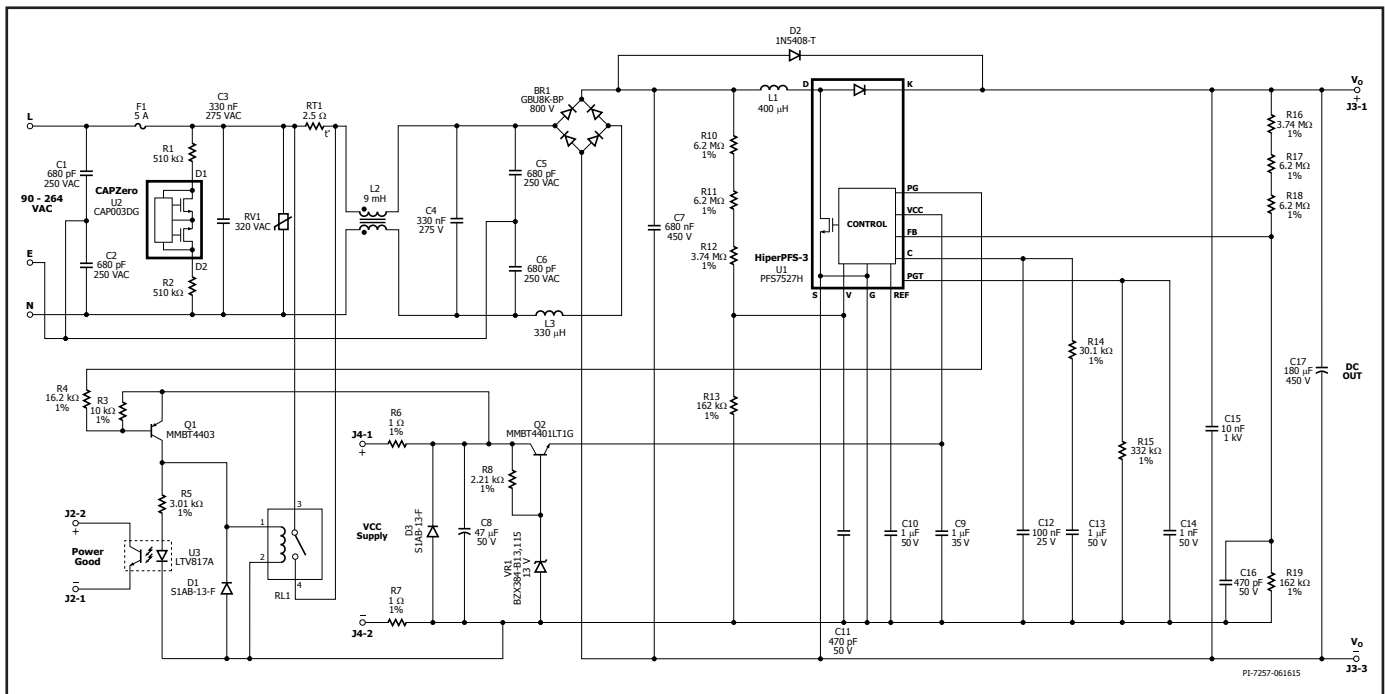 D2
1N5408-T
L
F1
5 A
C3
330 nF
275 VAC
RT1
2.5 Ω
t°
BR1
GBU8K-BP
800 V
L1
400 μH
D
K
V₀
+
J3-1
C1
680 pF
250 VAC
R1
510 kΩ
D1
CAPZero
U2
CAP003DG
90 - 264
VAC
RV1
320 VAC
L2
9 mH
C4
330 nF
275 V
C5
680 pF
250 VAC
C7
680 nF
450 V
R10
6.2 MΩ
1%
R11
6.2 MΩ
1%
R12
3.74 MΩ
1%
CONTROL
HiperPFS-3
U1
PFS7527H
PG
VCC
FB
C
PGT
S
V
G
REF
R16
3.74 MΩ
1%
R17
6.2 MΩ
1%
R18
6.2 MΩ
1%
E
C2
680 pF
250 VAC
D2
R2
510 kΩ
N
C6
680 pF
250 VAC
L3
330 μH
R14
30.1 kΩ
1%
C17
180 μF
450 V
DC
OUT
R4
16.2 kΩ
1%
R3
10 kΩ
1%
Q1
MMBT4403
R6
1 Ω
1%
J4-1
+
Q2
MMBT4401LT1G
R13
162 kΩ
1%
C15
10 nF
1 kV
R15
332 kΩ
1%
R8
2.21 kΩ
1%
R5
3.01 kΩ
1%
J2-2
+
Power
Good
U3
LTV817A
−
J2-1
D1
S1AB-13-F
3
1
2
4
RL1
VCC
Supply
D3
S1AB-13-F
C8
47 μF
50 V
VR1
BZX384-B13,115
13 V
R7
1 Ω
1%
−
J4-2
C11
470 pF
50 V
C10
1 μF
50 V
C9
1 μF
35 V
C12
100 nF
25 V
C13
1 μF
50 V
C14
1 nF
50 V
C16
470 pF
50 V
R19
162 kΩ
1%
V₀
−
J3-3
PI-7257-061615